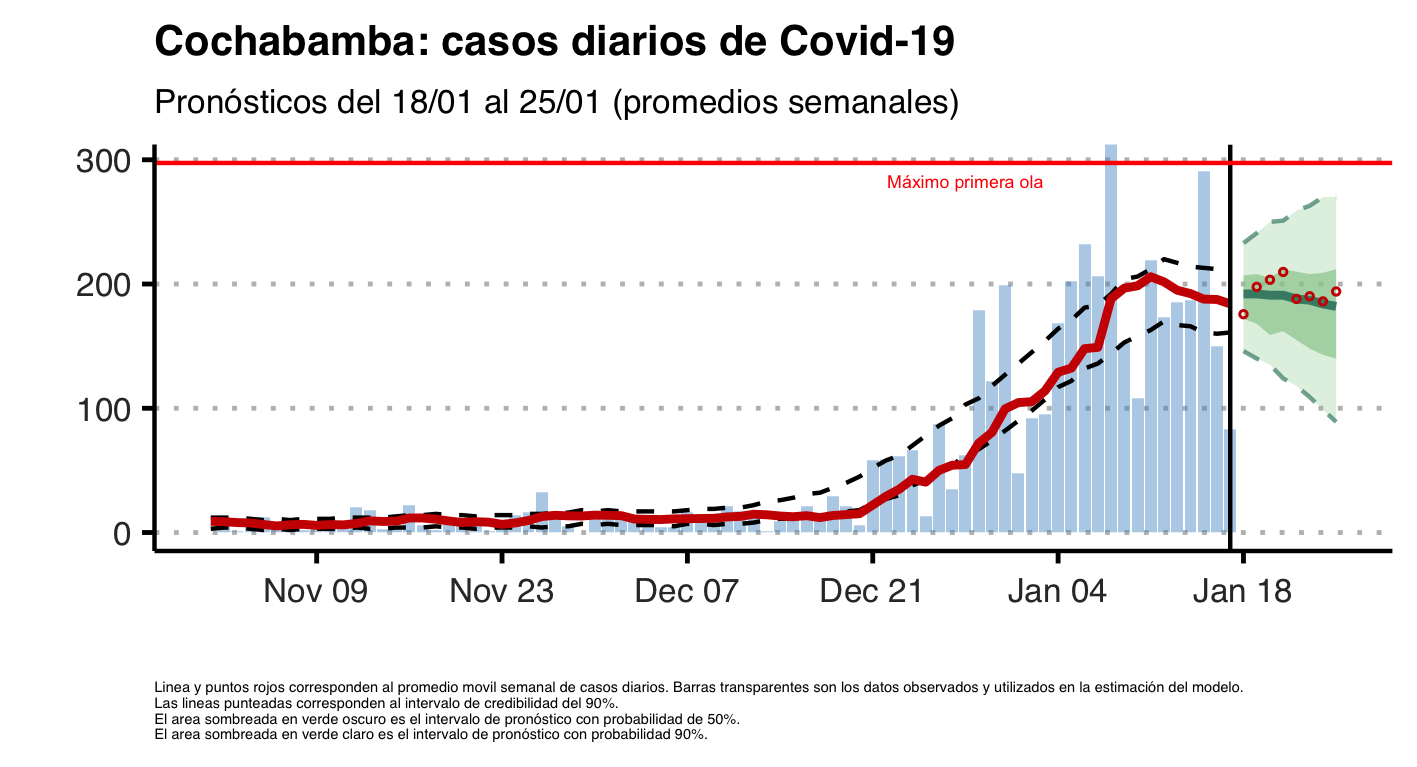 Cochabamba: casos diarios de Covid-19
Pronósticos del 18/01 al 25/01 (promedios semanales)
300
Máximo primera ola
200
100
0
Nov 09 Nov 23 Dec 07 Dec 21 Jan 04 Jan 18
Linea y puntos rojos corresponden al promedio movil semanal de casos diarios. Barras transparentes son los datos observados y utilizados en la estimación del modelo.
Las lineas punteadas corresponden al intervalo de credibilidad del 90%.
El area sombreada en verde oscuro es el intervalo de pronóstico con probabilidad de 50%.
El area sombreada en verde claro es el intervalo de pronóstico con probabilidad 90%.